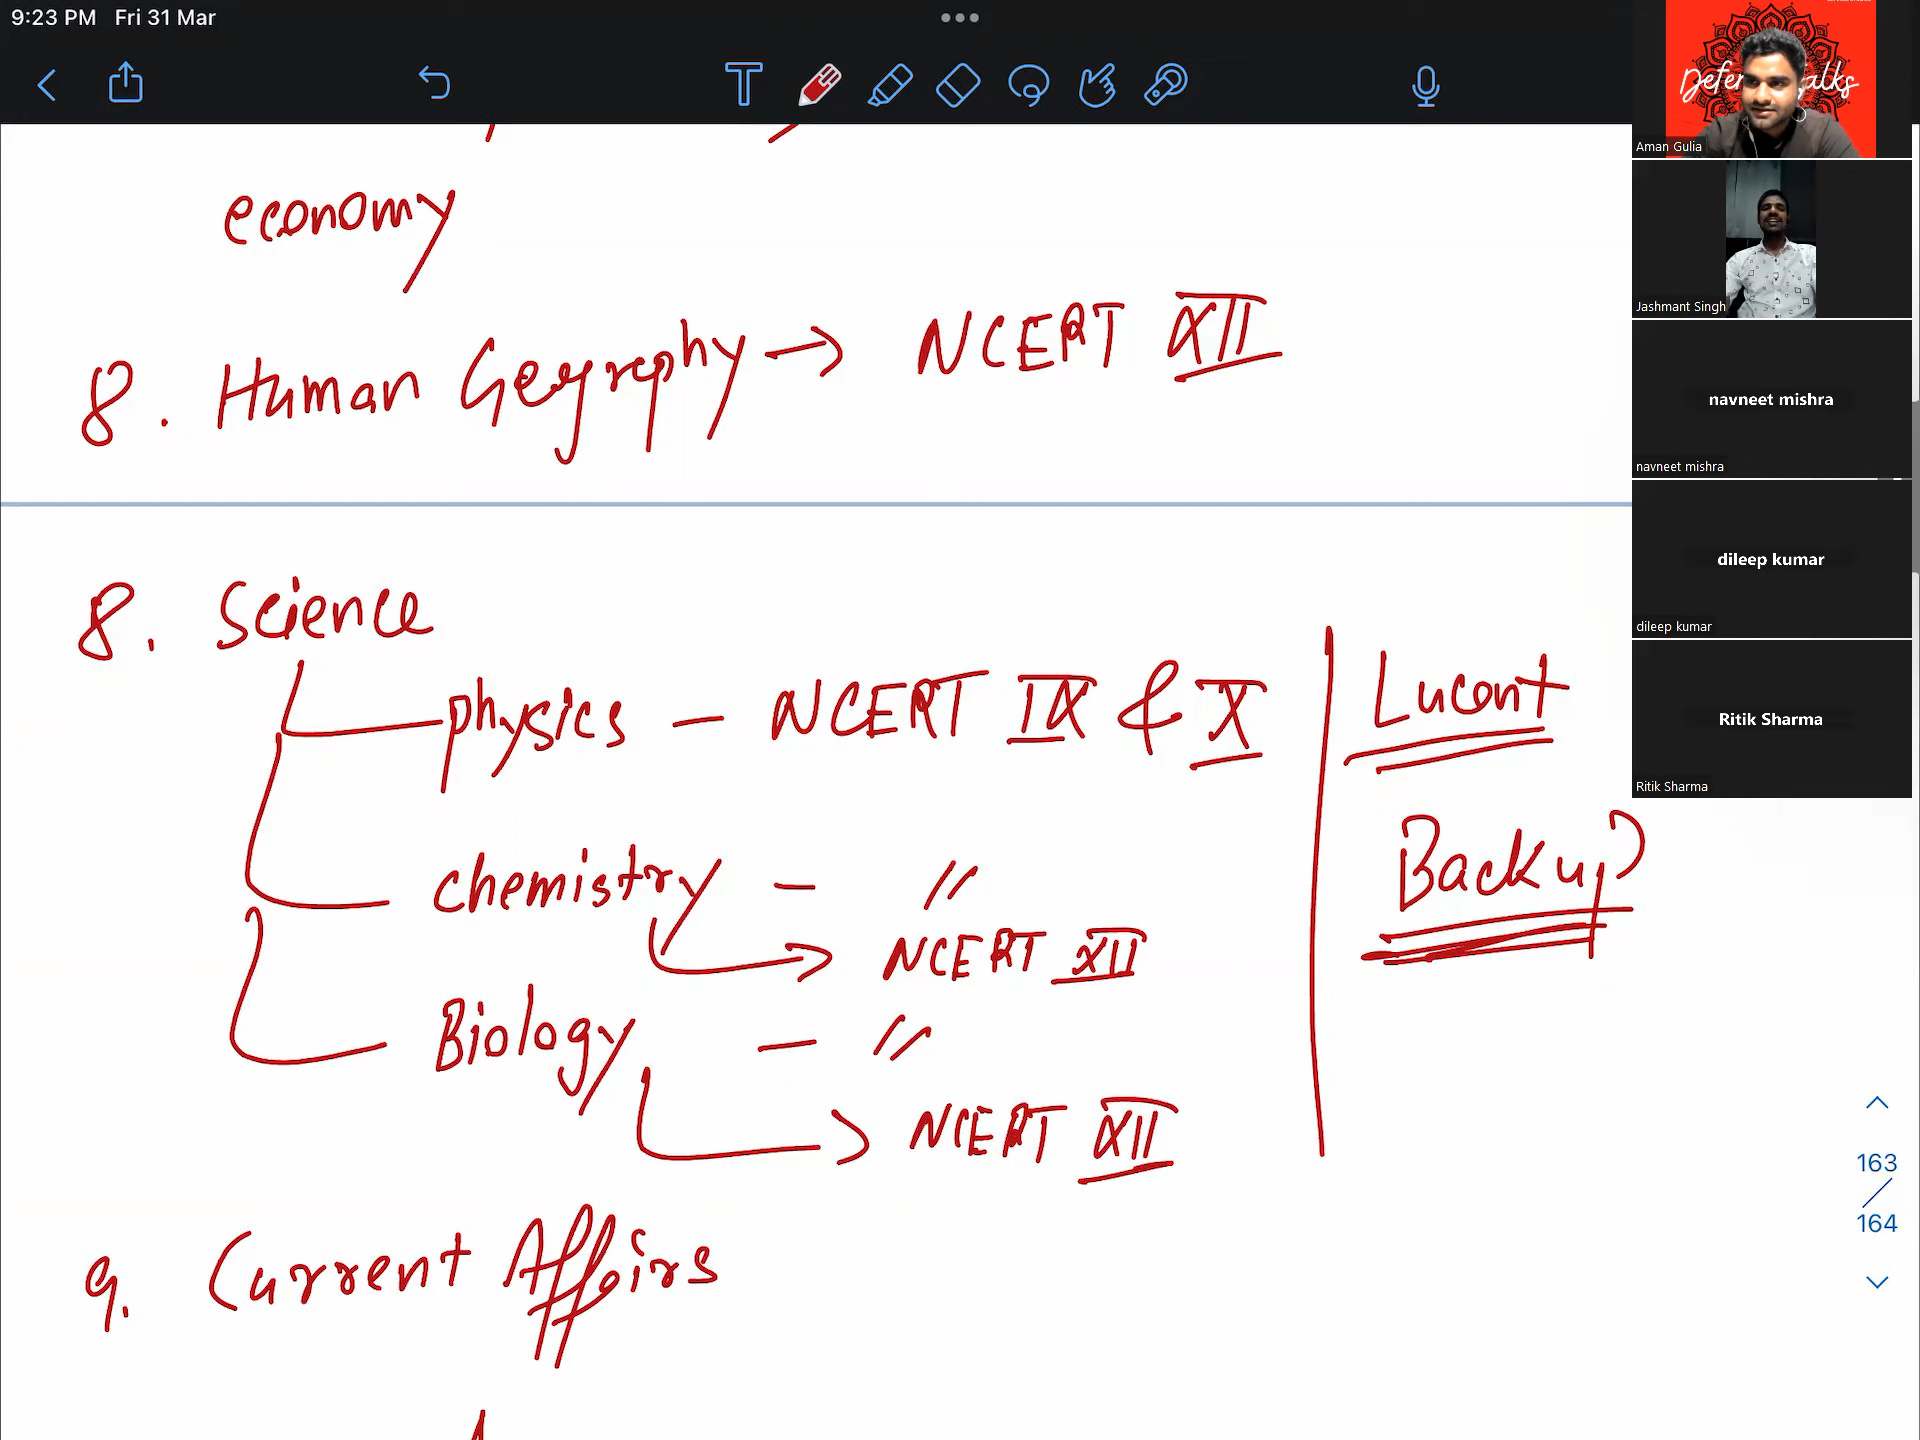 9:23 PM Fri 31 Mar
economy
8. Human Geography → NCERT XII
8. Science
physics - NCERT IX & X
Lucent
chemistry - "
Backup
NCERT XII
Biology - "
NCERT XII
9. Current Affairs
Aman Gulia
Jashmant Singh
navneet mishra
navneet mishra
dileep kumar
dileep kumar
Ritik Sharma
Ritik Sharma
163
164